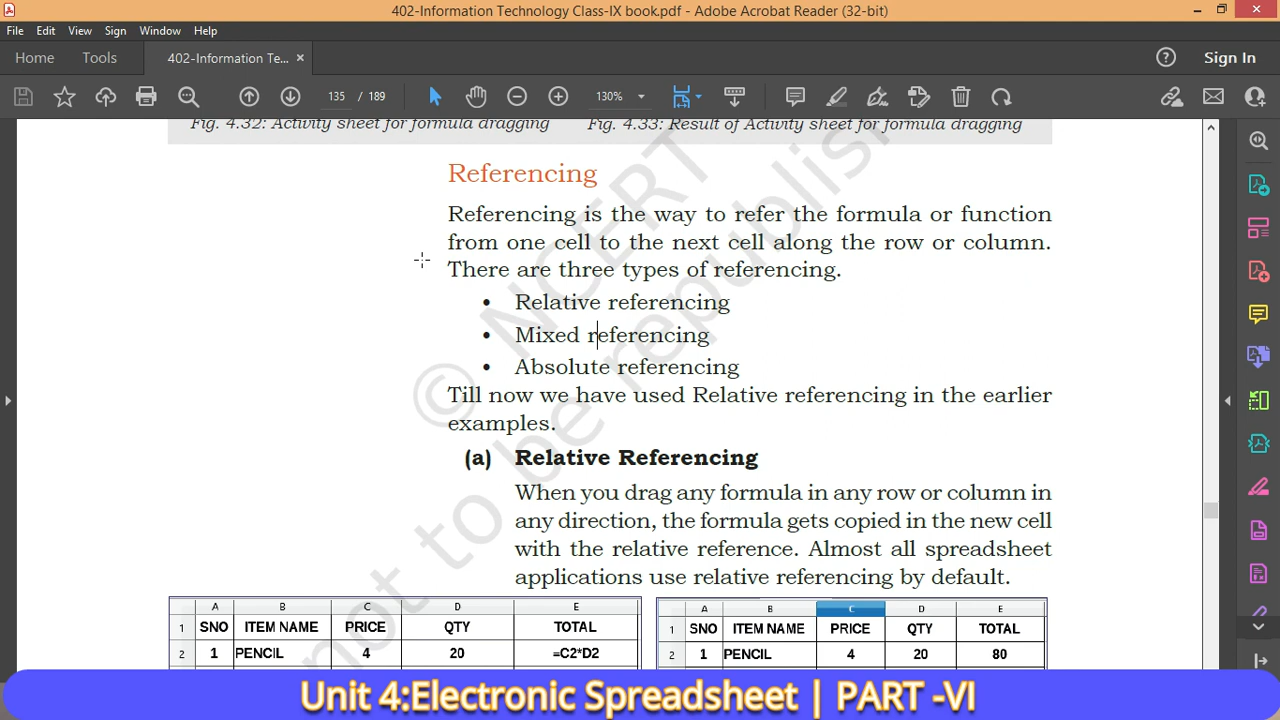 402-Information Technology Class-IX book.pdf - Adobe Acrobat Reader (32-bit)
File Edit View Sign Window Help
Home Tools 402-Information Te... × Sign In
135 / 189 130%
Fig. 4.32: Activity sheet for formula dragging Fig. 4.33: Result of Activity sheet for formula dragging
Referencing
Referencing is the way to refer the formula or function
from one cell to the next cell along the row or column.
There are three types of referencing.
• Relative referencing
• Mixed referencing
• Absolute referencing
Till now we have used Relative referencing in the earlier
examples.
(a) Relative Referencing
When you drag any formula in any row or column in
any direction, the formula gets copied in the new cell
with the relative reference. Almost all spreadsheet
applications use relative referencing by default.
A B C D E
1 SNO ITEM NAME PRICE QTY TOTAL
2 1 PENCIL 4 20 =C2*D2
A B C D E
1 SNO ITEM NAME PRICE QTY TOTAL
2 1 PENCIL 4 20 80
© NCERT
not to be republis
Unit 4:Electronic Spreadsheet | PART -VI